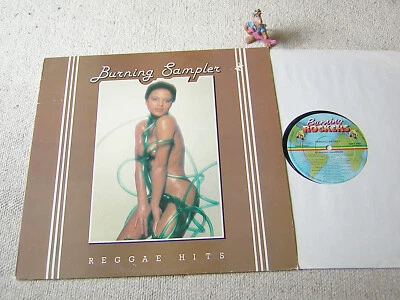 Burning Sampler
REGGAE HITS
Burning
ROCKERS